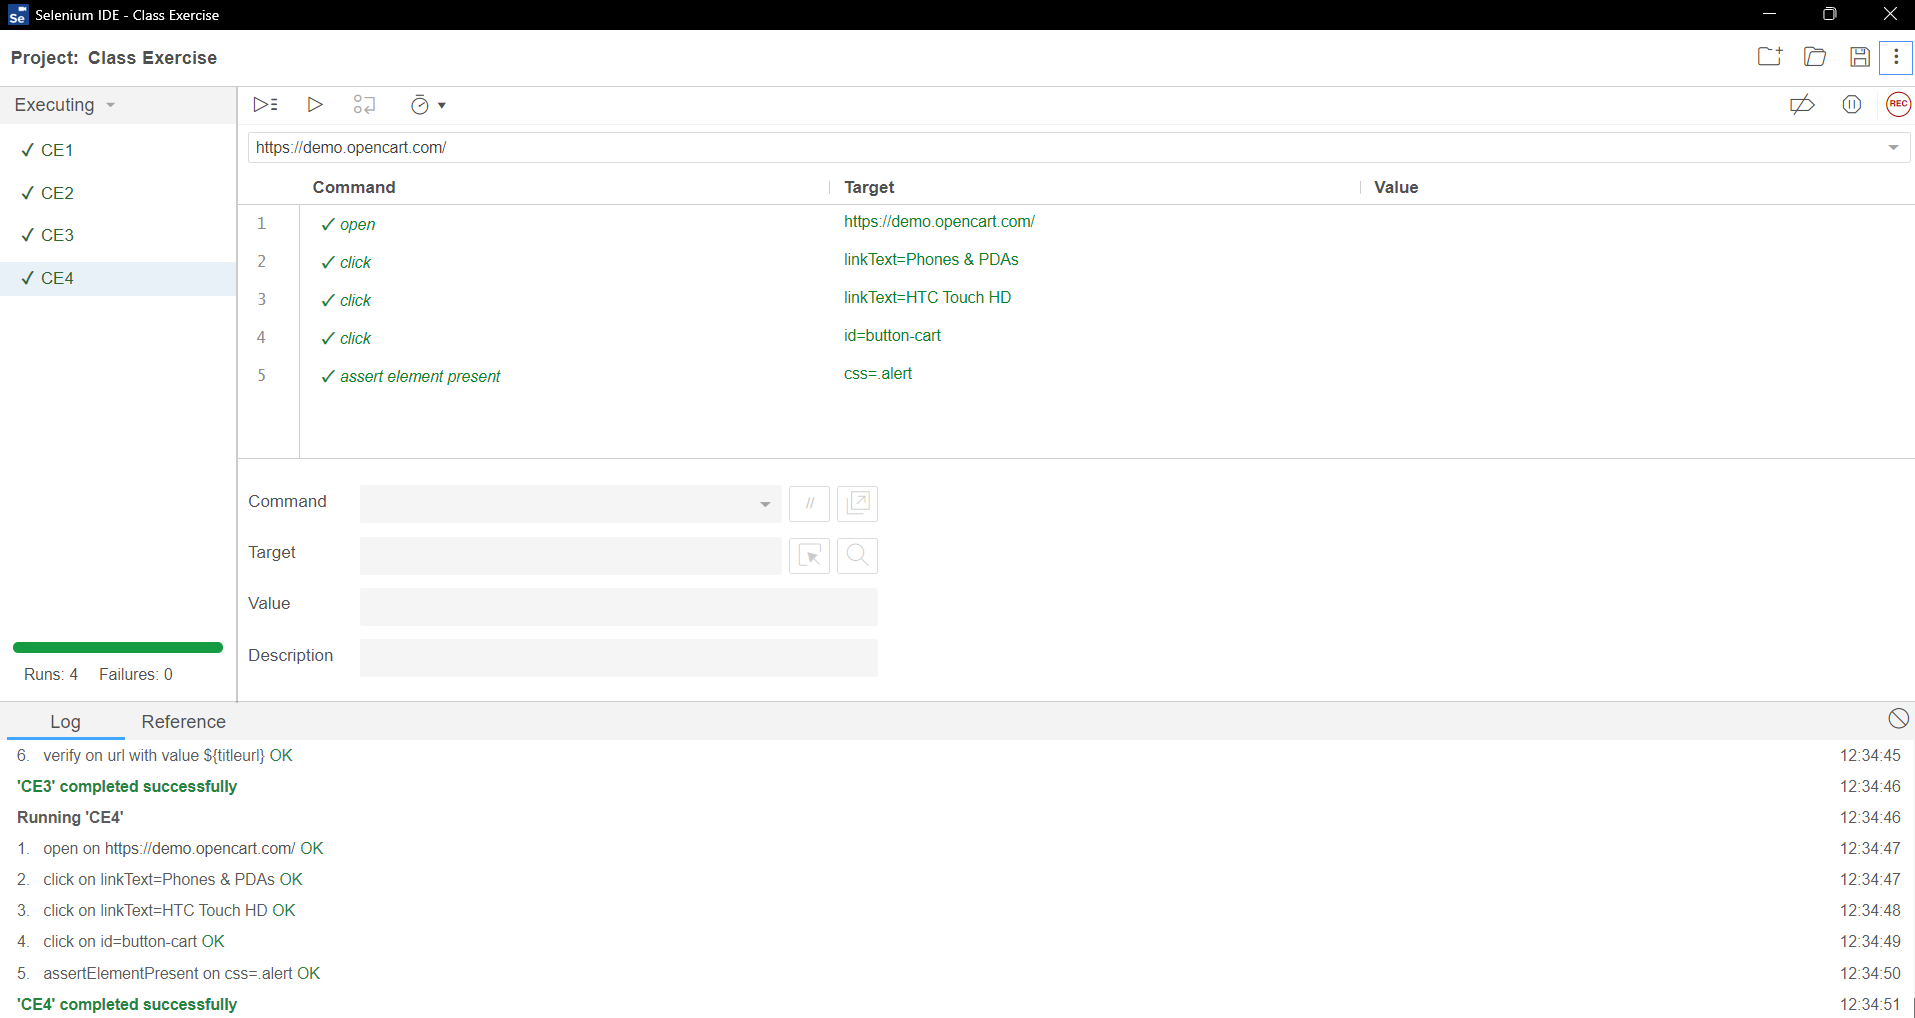 Se Selenium IDE - Class Exercise
Project: Class Exercise
Executing
REC
✓ CE1
✓ CE2
✓ CE3
✓ CE4
Runs: 4 Failures: 0
https://demo.opencart.com/
Command Target Value
1 ✓ open https://demo.opencart.com/
2 ✓ click linkText=Phones & PDAs
3 ✓ click linkText=HTC Touch HD
4 ✓ click id=button-cart
5 ✓ assert element present css=.alert
Command //
Target
Value
Description
Log Reference
6. verify on url with value ${titleurl} OK 12:34:45
'CE3' completed successfully 12:34:46
Running 'CE4' 12:34:46
1. open on https://demo.opencart.com/ OK 12:34:47
2. click on linkText=Phones & PDAs OK 12:34:47
3. click on linkText=HTC Touch HD OK 12:34:48
4. click on id=button-cart OK 12:34:49
5. assertElementPresent on css=.alert OK 12:34:50
'CE4' completed successfully 12:34:51